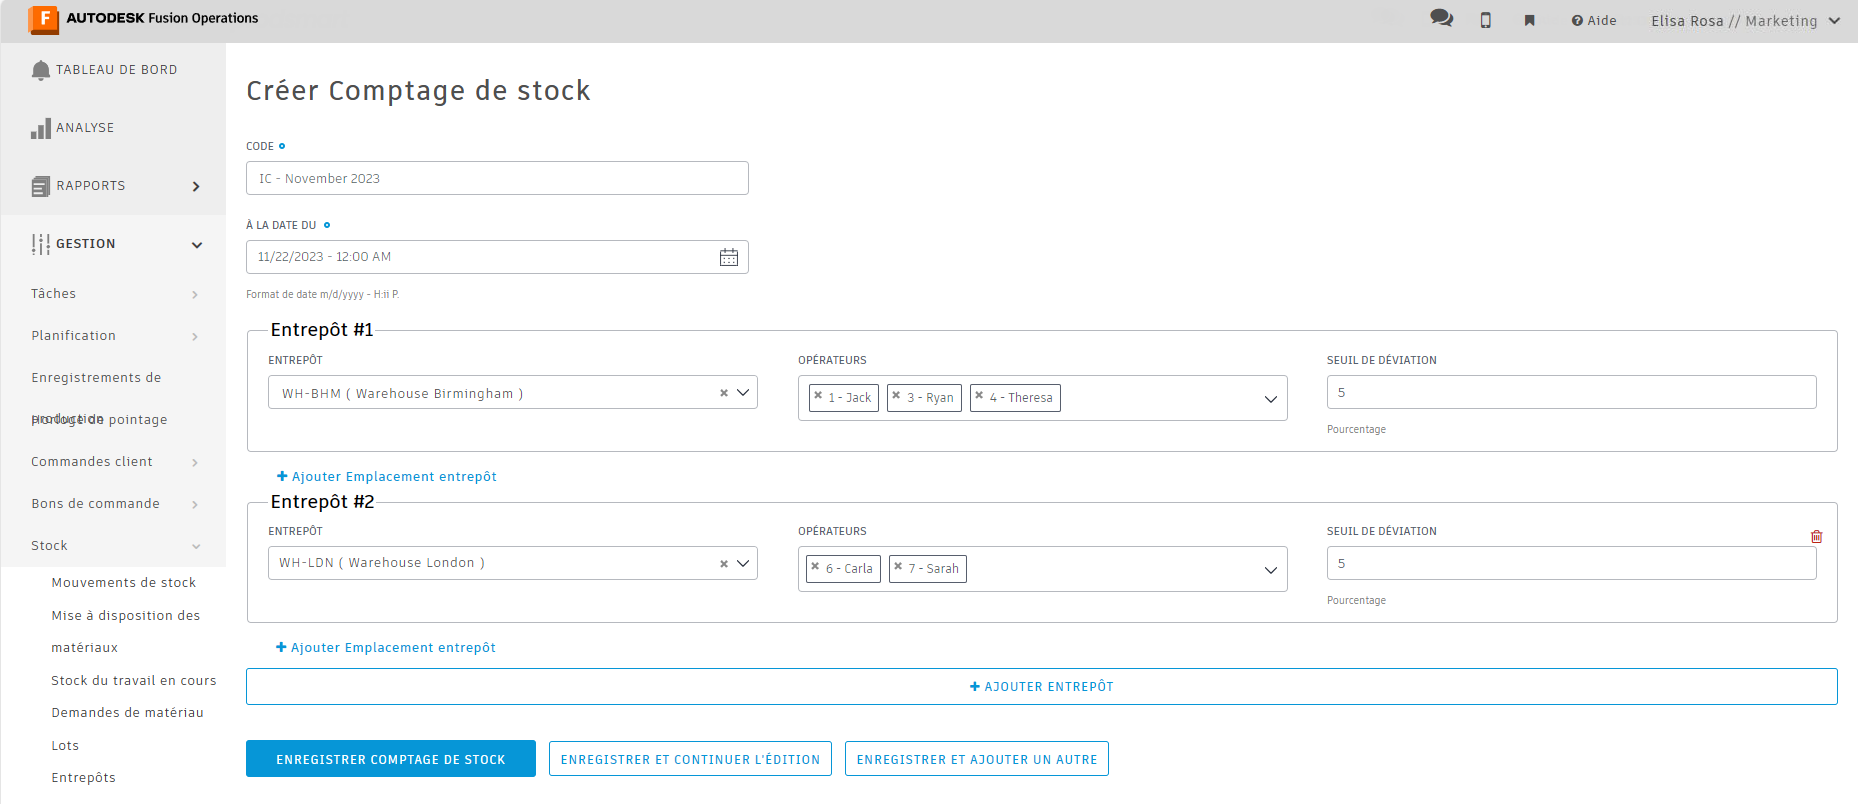 AUTODESK Fusion Operations
Aide
Elisa Rosa // Marketing
TABLEAU DE BORD
ANALYSE
RAPPORTS
GESTION
Tâches
Planification
Enregistrements de
production
Horloge de pointage
Commandes client
Bons de commande
Stock
Mouvements de stock
Mise à disposition des
matériaux
Stock du travail en cours
Demandes de matériau
Lots
Entrepôts
Créer Comptage de stock
CODE
IC - November 2023
À LA DATE DU
11/22/2023 - 12:00 AM
Format de date m/d/yyyy - H:ii P.
Entrepôt #1
ENTREPÔT
WH-BHM ( Warehouse Birmingham )
OPÉRATEURS
1 - Jack
3 - Ryan
4 - Theresa
SEUIL DE DÉVIATION
5
Pourcentage
Ajouter Emplacement entrepôt
Entrepôt #2
ENTREPÔT
WH-LDN ( Warehouse London )
OPÉRATEURS
6 - Carla
7 - Sarah
SEUIL DE DÉVIATION
5
Pourcentage
Ajouter Emplacement entrepôt
AJOUTER ENTREPÔT
ENREGISTRER COMPTAGE DE STOCK
ENREGISTRER ET CONTINUER L'ÉDITION
ENREGISTRER ET AJOUTER UN AUTRE